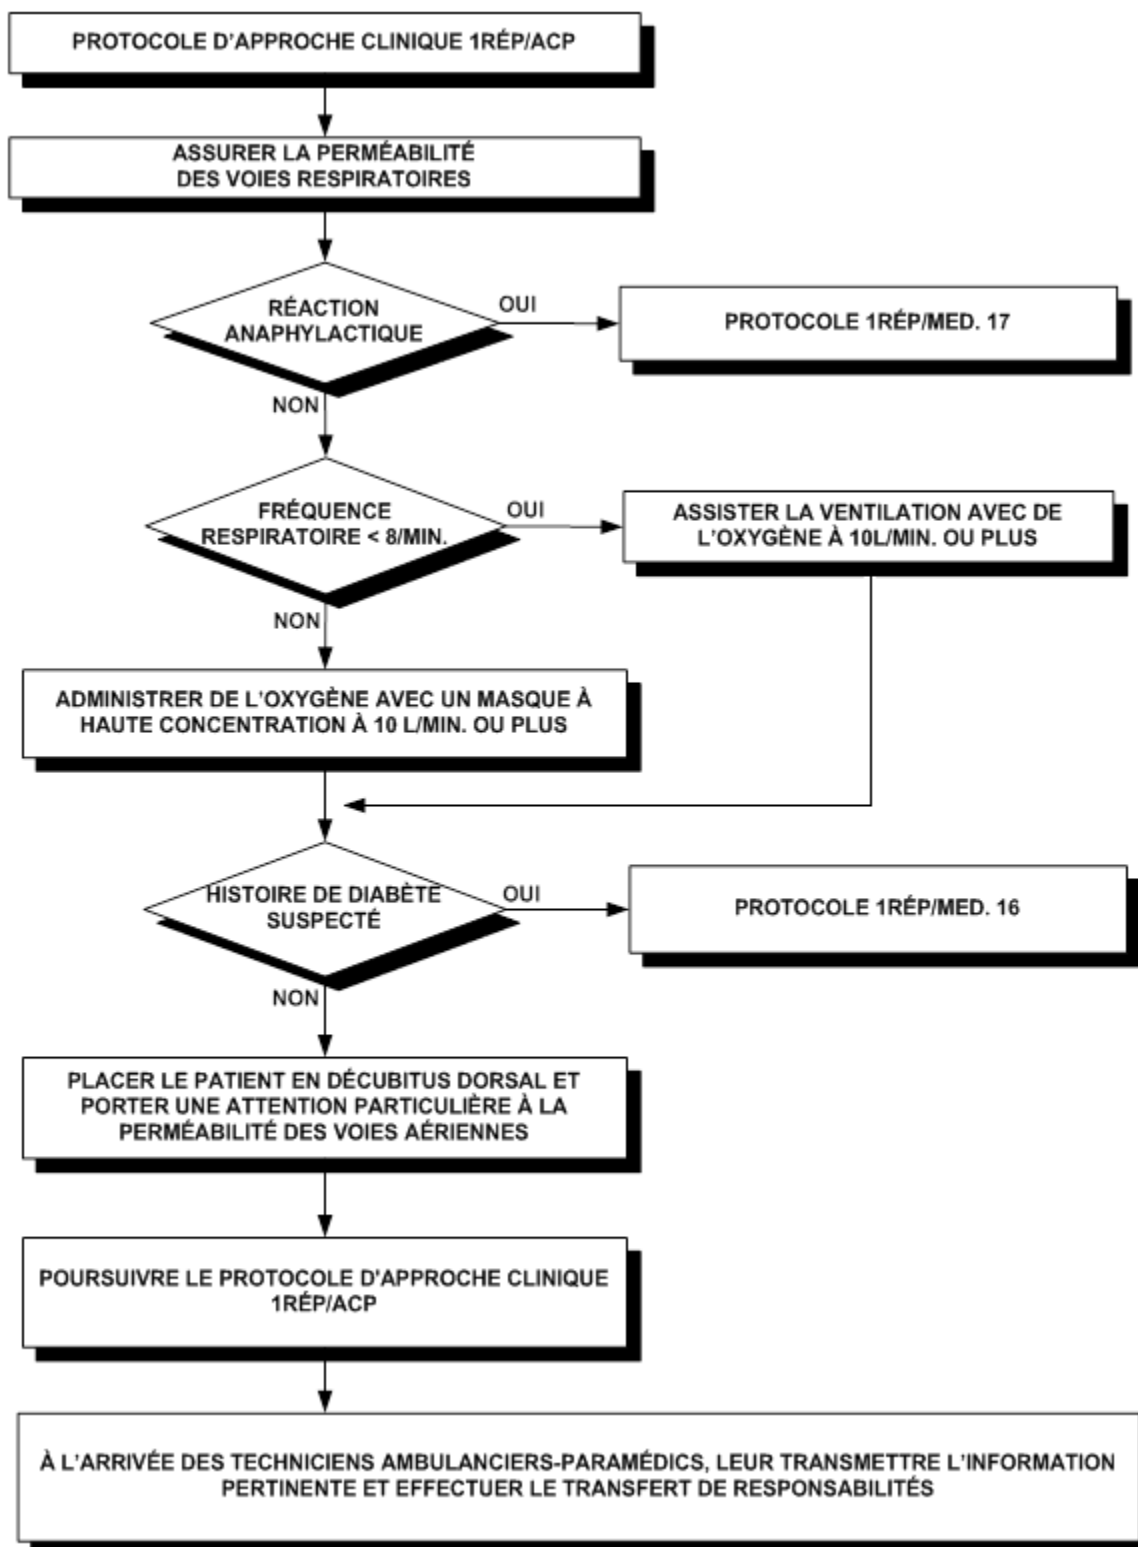 PROTOCOLE D'APPROCHE CLINIQUE 1RÉP/ACP
ASSURER LA PERMÉABILITÉ
DES VOIES RESPIRATOIRES
RÉACTION
ANAPHYLACTIQUE
OUI
PROTOCOLE 1RÉP/MED. 17
NON
FRÉQUENCE
RESPIRATOIRE < 8/MIN.
OUI
ASSISTER LA VENTILATION AVEC DE
L'OXYGÈNE À 10L/MIN. OU PLUS
NON
ADMINISTRER DE L'OXYGÈNE AVEC UN MASQUE À
HAUTE CONCENTRATION À 10 L/MIN. OU PLUS
HISTOIRE DE DIABÈTE
SUSPECTÉ
OUI
PROTOCOLE 1RÉP/MED. 16
NON
PLACER LE PATIENT EN DÉCUBITUS DORSAL ET
PORTER UNE ATTENTION PARTICULIÈRE À LA
PERMÉABILITÉ DES VOIES AÉRIENNES
POURSUIVRE LE PROTOCOLE D'APPROCHE CLINIQUE
1RÉP/ACP
À L'ARRIVÉE DES TECHNICIENS AMBULANCIERS-PARAMÉDICS, LEUR TRANSMETTRE L'INFORMATION
PERTINENTE ET EFFECTUER LE TRANSFERT DE RESPONSABILITÉS